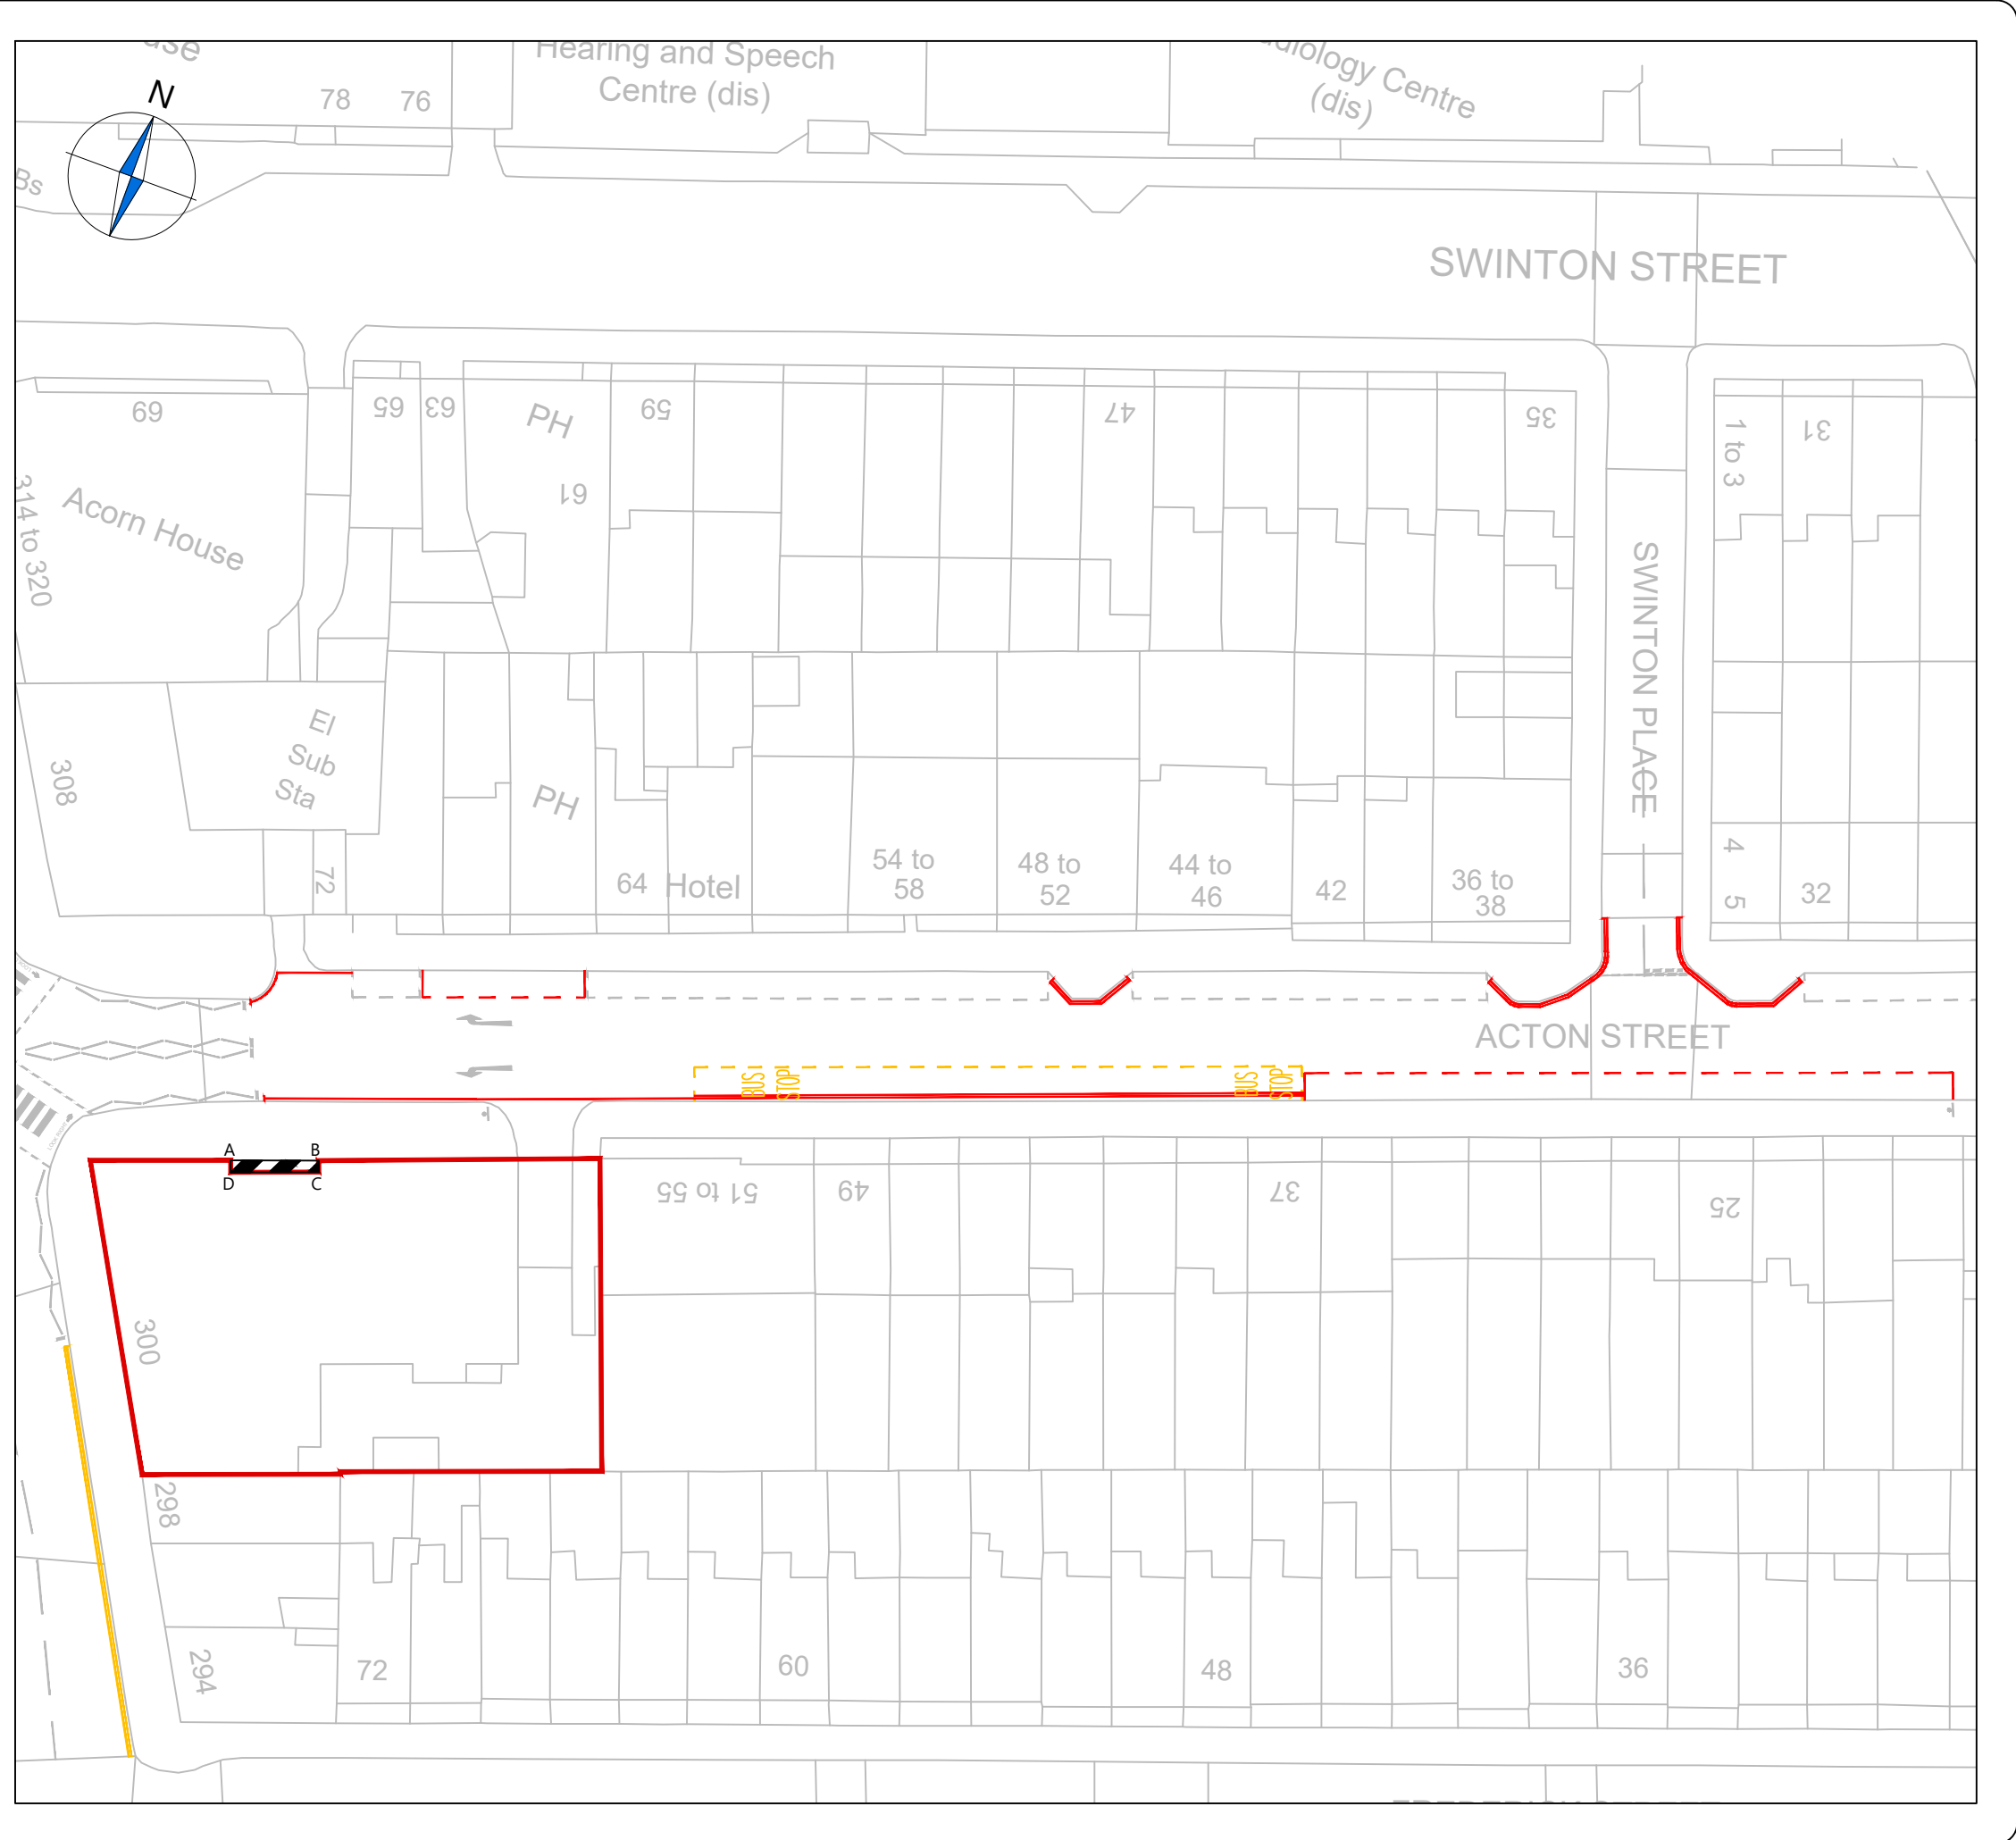 Hearing and Speech
Centre (dis)
Centre
(dis)
78
76
N
SWINTON STREET
69
65
63
PH
61
59
47
35
1 to 3
31
314 to 320
Acorn House
SWINTON PLACE
El
Sub
Sta
308
72
PH
64
Hotel
54 to
58
48 to
52
44 to
46
42
36 to
38
4
5
32
ACTON STREET
BUS
STOP
BUS
STOP
A
B
D
C
51 to 55
49
37
25
300
298
294
72
60
48
36